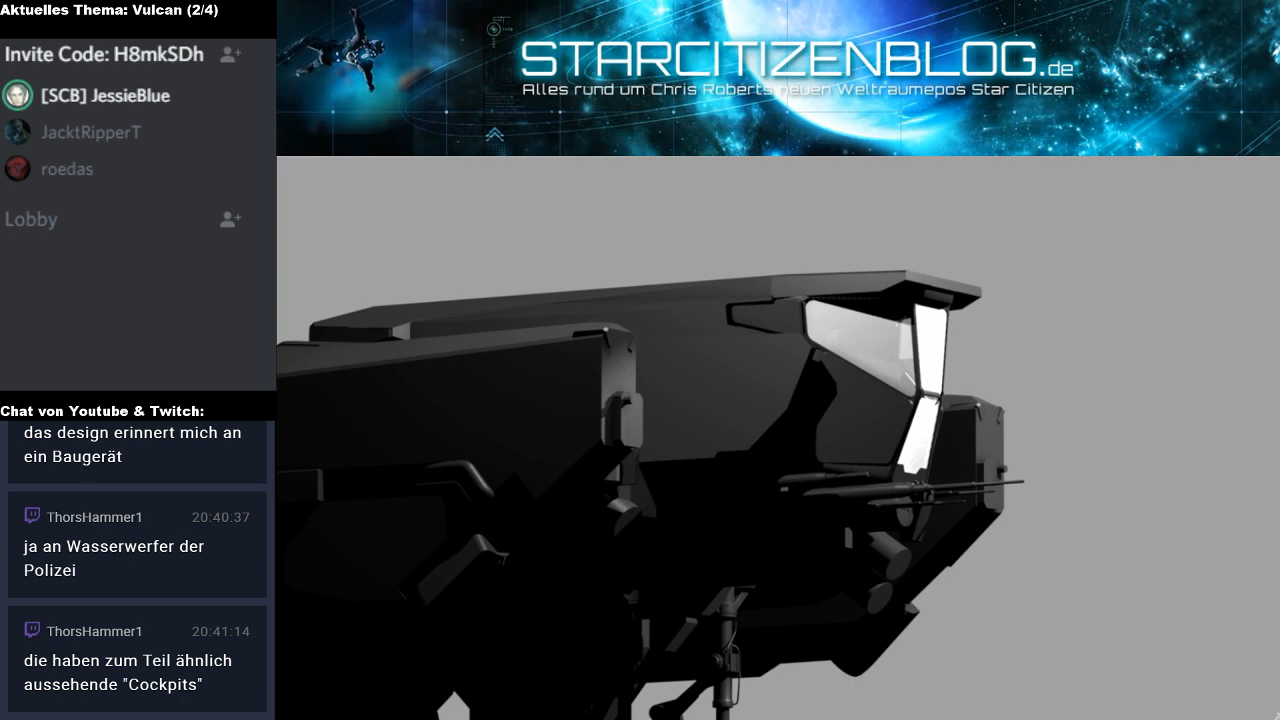 Aktuelles Thema: Vulcan (2/4)
Invite Code: H8mkSDh
[SCB] JessieBlue
JacktRipperT
roedas
Lobby
STARCITIZENBLOG.de
Alles rund um Chris Roberts neuen Weltraumepos Star Citizen
Chat von Youtube & Twitch:
das design erinnert mich an
ein Baugerät
ThorsHammer1 20:40:37
ja an Wasserwerfer der
Polizei
ThorsHammer1 20:41:14
die haben zum Teil ähnlich
aussehende "Cockpits"